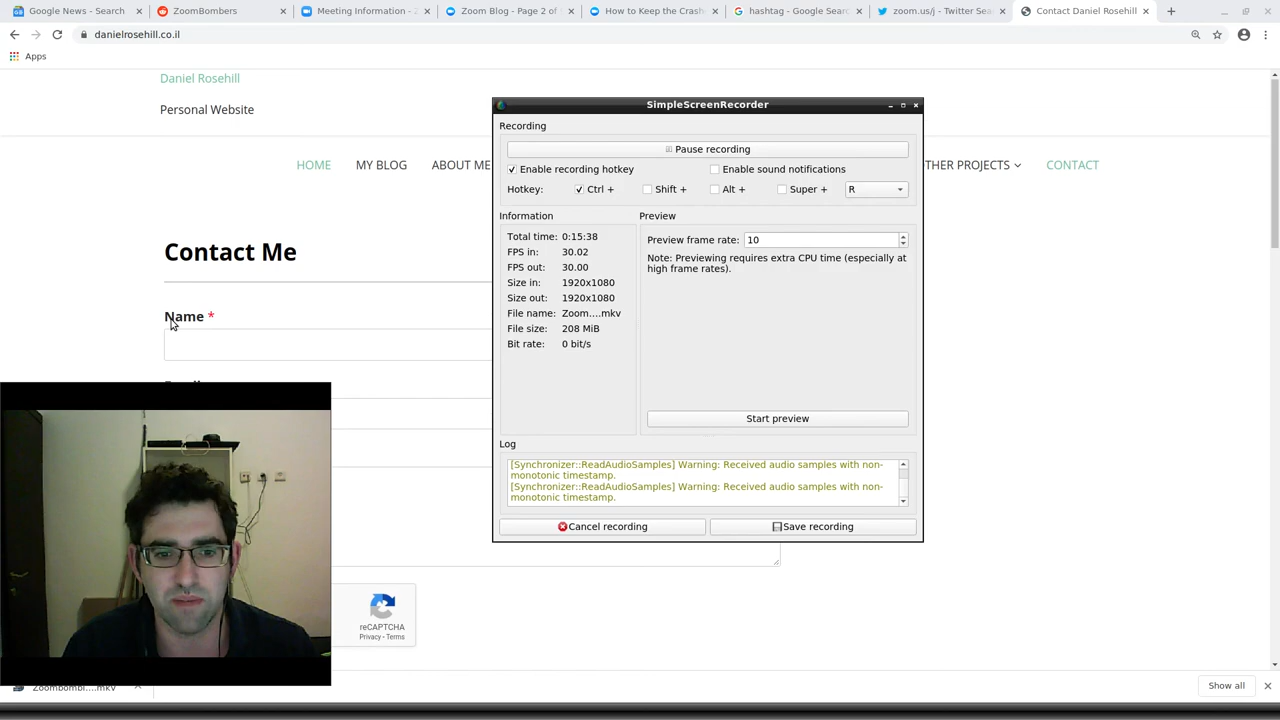 Google News - Search
ZoomBombers
Meeting Information - Z
Zoom Blog - Page 2 of
How to Keep the Crash
hashtag - Google Searc
zoom.us/j - Twitter Sea
Contact Daniel Rosehill
danielrosehill.co.il
Apps
Daniel Rosehill
Personal Website
HOME
MY BLOG
ABOUT ME
THER PROJECTS
CONTACT
Contact Me
Name *
SimpleScreenRecorder
Recording
Pause recording
Enable recording hotkey
Enable sound notifications
Hotkey:
Ctrl +
Shift +
Alt +
Super +
R
Information
Total time: 0:15:38
FPS in: 30.02
FPS out: 30.00
Size in: 1920x1080
Size out: 1920x1080
File name: Zoom....mkv
File size: 208 MiB
Bit rate: 0 bit/s
Preview
Preview frame rate: 10
Note: Previewing requires extra CPU time (especially at
high frame rates).
Start preview
Log
[Synchronizer::ReadAudioSamples] Warning: Received audio samples with non-
monotonic timestamp.
[Synchronizer::ReadAudioSamples] Warning: Received audio samples with non-
monotonic timestamp.
Cancel recording
Save recording
reCAPTCHA
Privacy - Terms
Zoombombi....mkv
Show all